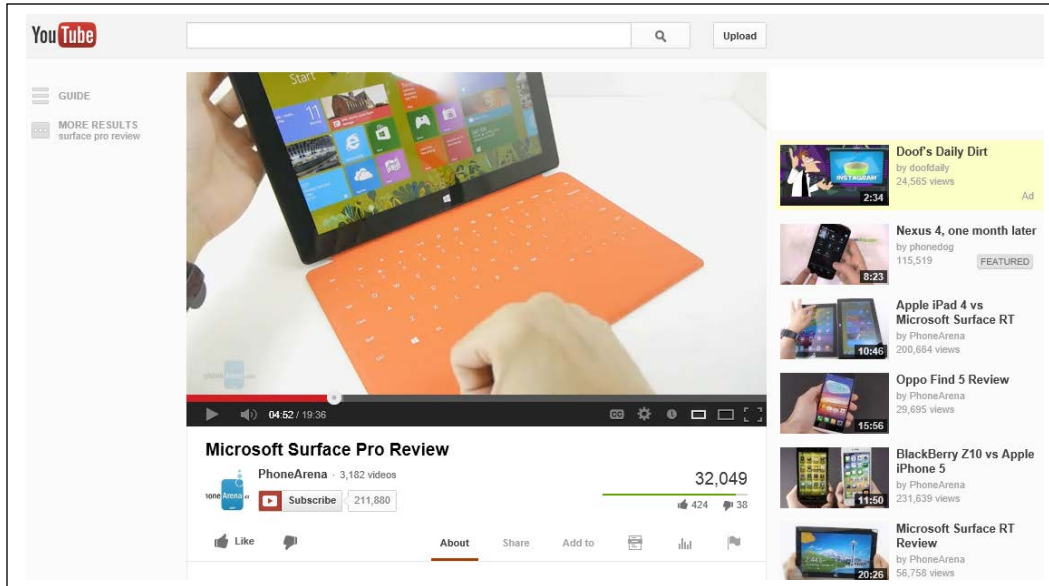 YouTube
Upload
GUIDE
MORE RESULTS
surface pro review
Start
11
04:52 / 19:36
CC
Microsoft Surface Pro Review
PhoneArena · 3,182 videos
Subscribe 211,880
32,049
424 38
Like
About Share Add to
INSTAGRAM
2:34
Doof's Daily Dirt
by doofdaily
24,565 views
Ad
8:23
Nexus 4, one month later
by phonedog
115,519 FEATURED
10:46
Apple iPad 4 vs
Microsoft Surface RT
by PhoneArena
200,664 views
15:56
Oppo Find 5 Review
by PhoneArena
29,695 views
11:50
BlackBerry Z10 vs Apple
iPhone 5
by PhoneArena
231,639 views
20:26
Microsoft Surface RT
Review
by PhoneArena
56,758 views